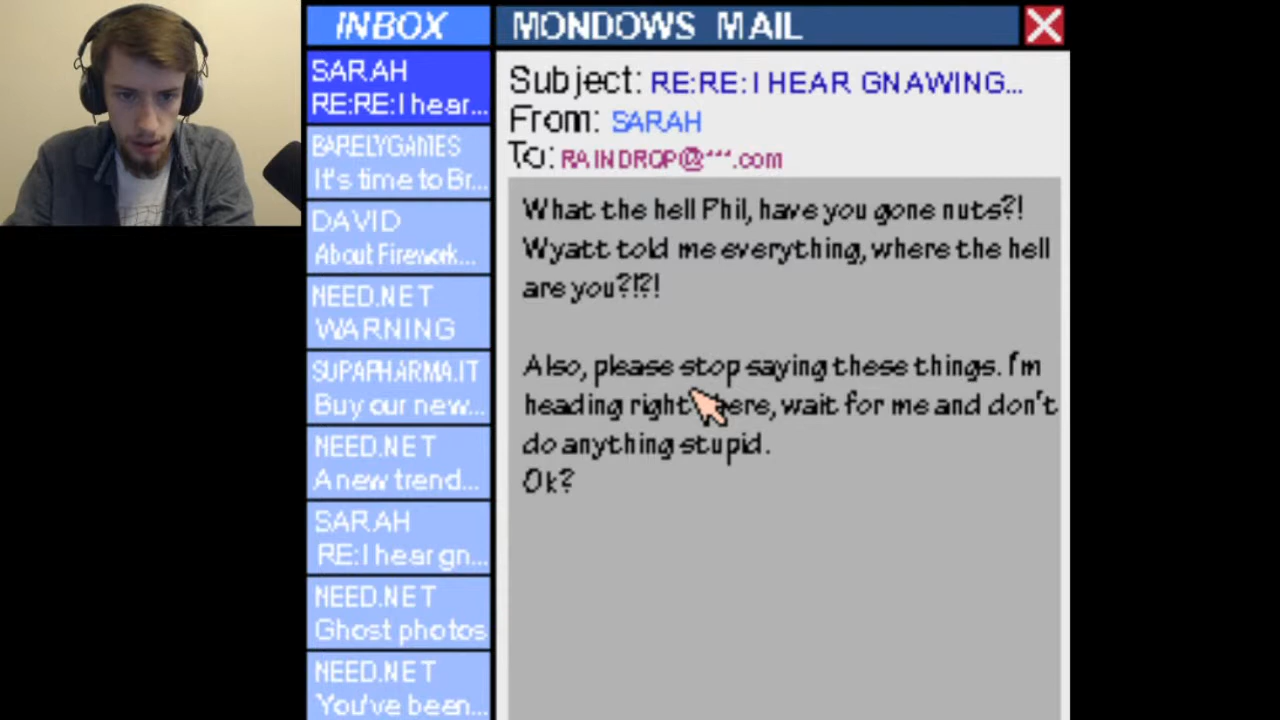 INBOX
SARAH
RE:RE:I hear...
BARELYGAMES
It's time to Br...
DAVID
About Firework...
NEED.NET
WARNING
SUPAPHARMA.IT
Buy our new...
NEED.NET
A new trend...
SARAH
RE:I hear gn...
NEED.NET
Ghost photos
NEED.NET
You've been...
MONDOWS MAIL
Subject: RE:RE: I HEAR GNAWING...
From: SARAH
To: RAINDROP@***.com
What the hell Phil, have you gone nuts?!
Wyatt told me everything, where the hell
are you?!?!
Also, please stop saying these things. I'm
heading right there, wait for me and don't
do anything stupid.
Ok?